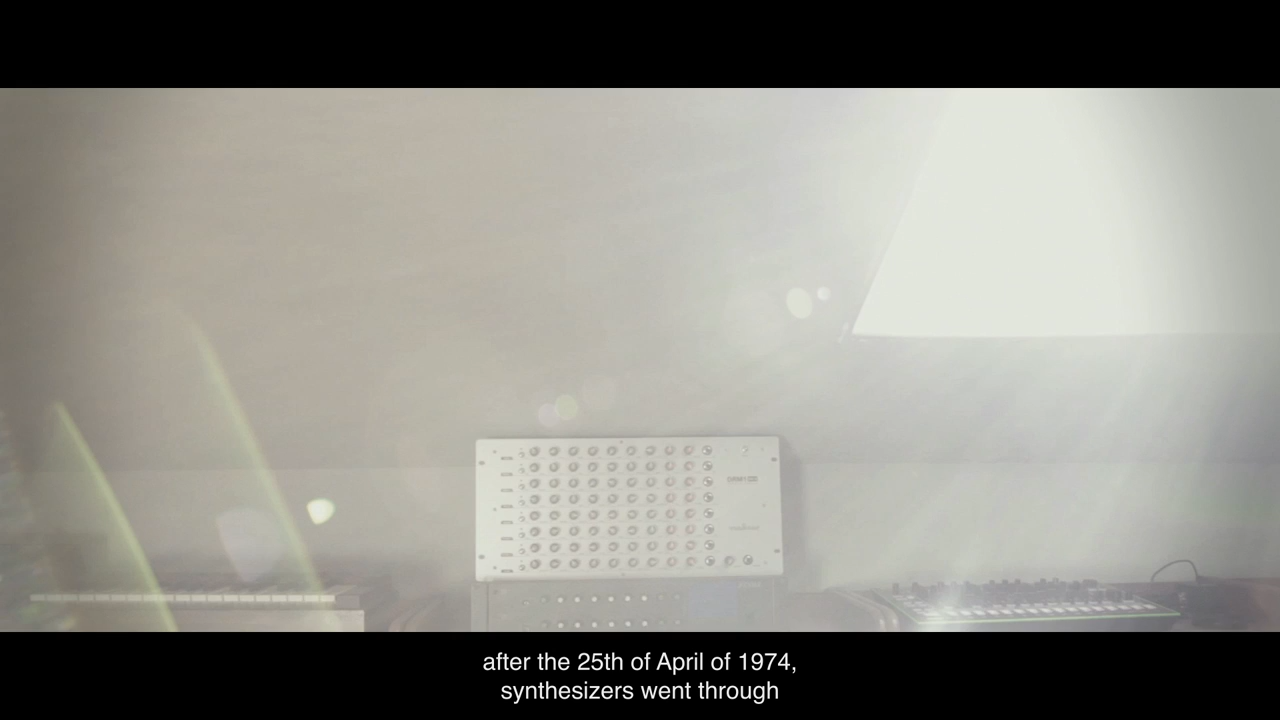 after the 25th of April of 1974,
synthesizers went through